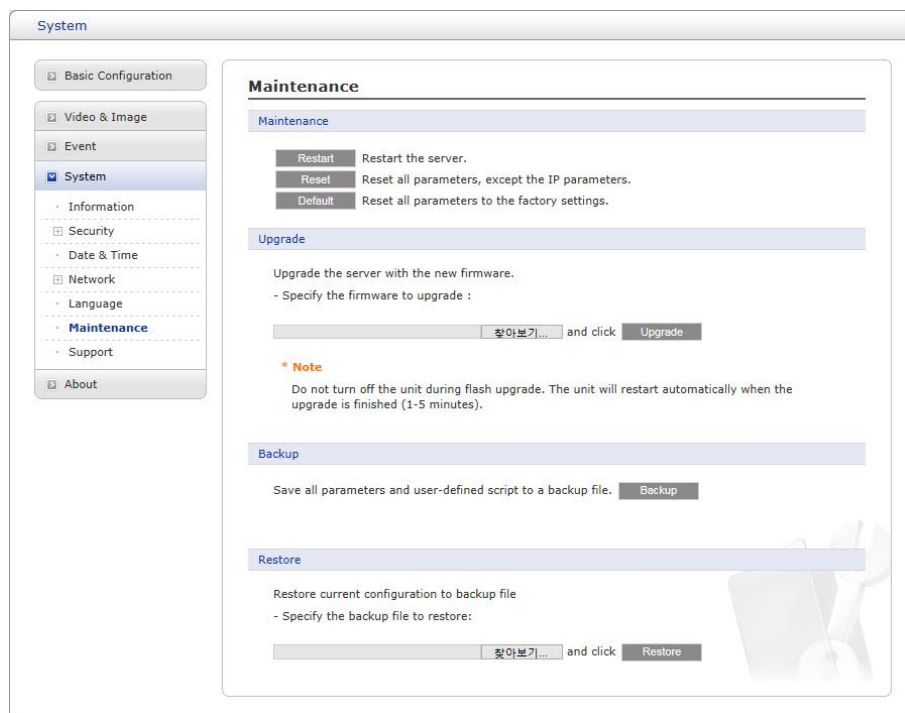 System
Basic Configuration
Video & Image
Event
System
Information
Security
Date & Time
Network
Language
Maintenance
Support
About
Maintenance
Maintenance
Restart Restart the server.
Reset Reset all parameters, except the IP parameters.
Default Reset all parameters to the factory settings.
Upgrade
Upgrade the server with the new firmware.
- Specify the firmware to upgrade :
찾아보기... and click Upgrade
* Note
Do not turn off the unit during flash upgrade. The unit will restart automatically when the
upgrade is finished (1-5 minutes).
Backup
Save all parameters and user-defined script to a backup file. Backup
Restore
Restore current configuration to backup file
- Specify the backup file to restore:
찾아보기... and click Restore